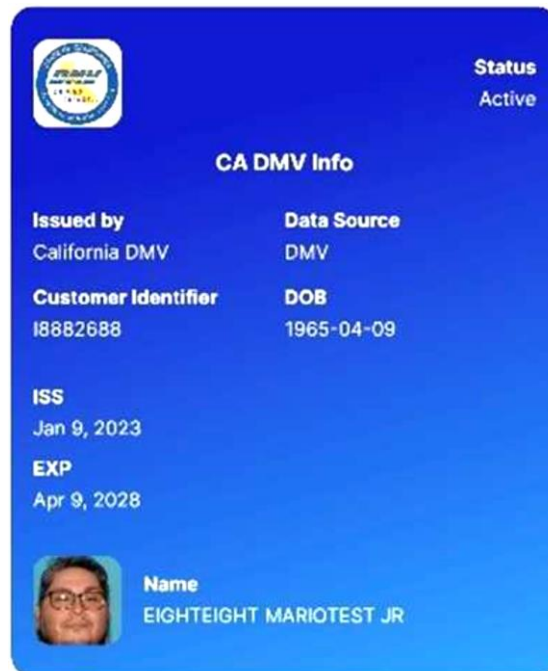 Status
Active
CA DMV Info
Issued by
California DMV
Data Source
DMV
Customer Identifier
I8882688
DOB
1965-04-09
ISS
Jan 9, 2023
EXP
Apr 9, 2028
Name
EIGHTEIGHT MARIOTEST JR